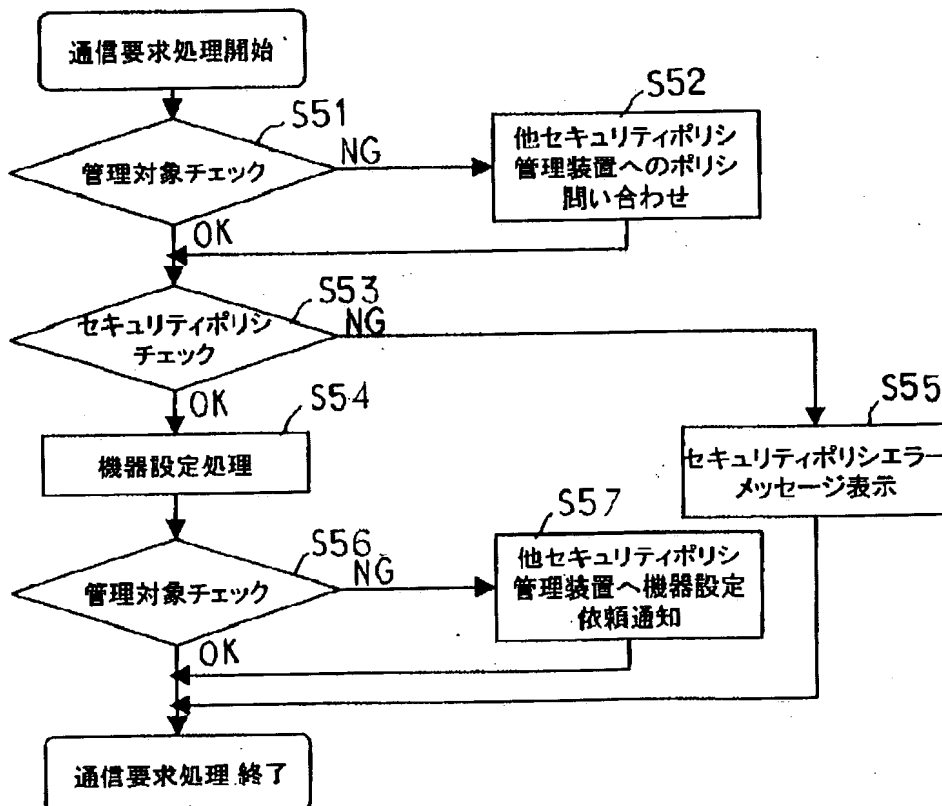 通信要求処理開始
S51
管理対象チェック
NG
OK
S52
他セキュリティポリシ
管理装置へのポリシ
問い合わせ
S53
セキュリティポリシ
チェック
NG
OK
S54
機器設定処理
S55
セキュリティポリシエラー
メッセージ表示
S56
管理対象チェック
NG
OK
S57
他セキュリティポリシ
管理装置へ機器設定
依頼通知
通信要求処理終了